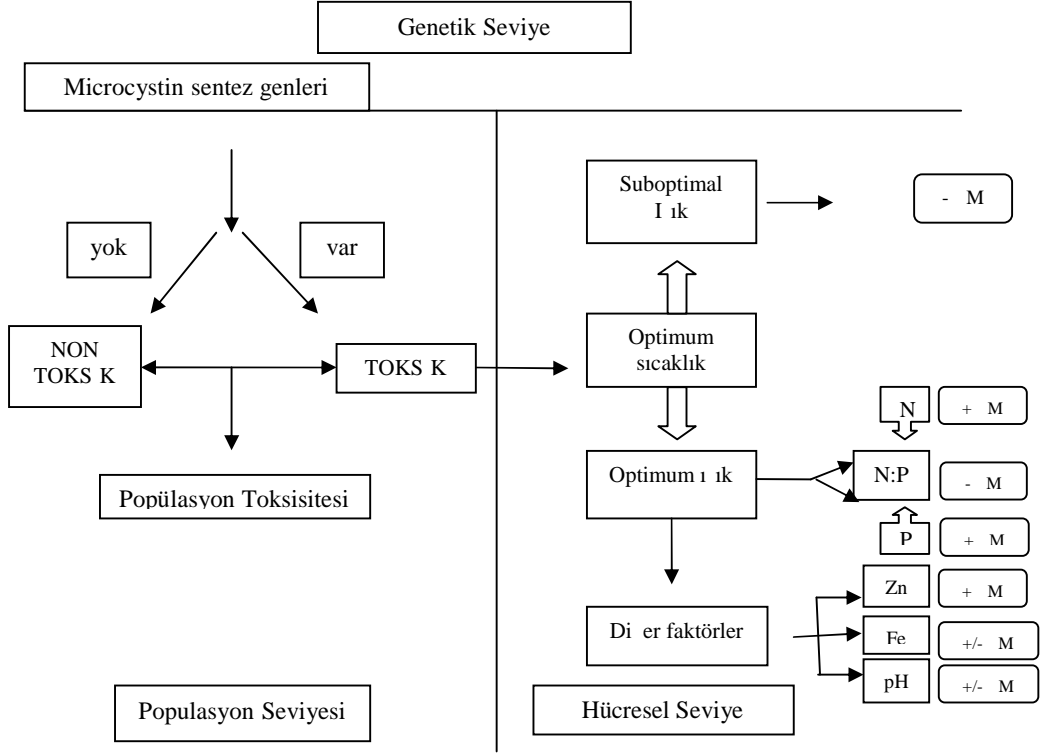 Genetik Seviye
Microcystin sentez genleri
yok
var
NON
TOKS K
TOKS K
Popülasyon Toksisitesi
Populasyon Seviyesi
Suboptimal
I ık
- M
Optimum
sıcaklık
Optimum ı ık
N
+ M
N:P
- M
P
+ M
Di er faktörler
Zn
+ M
Fe
+/- M
pH
+/- M
Hücresel Seviye